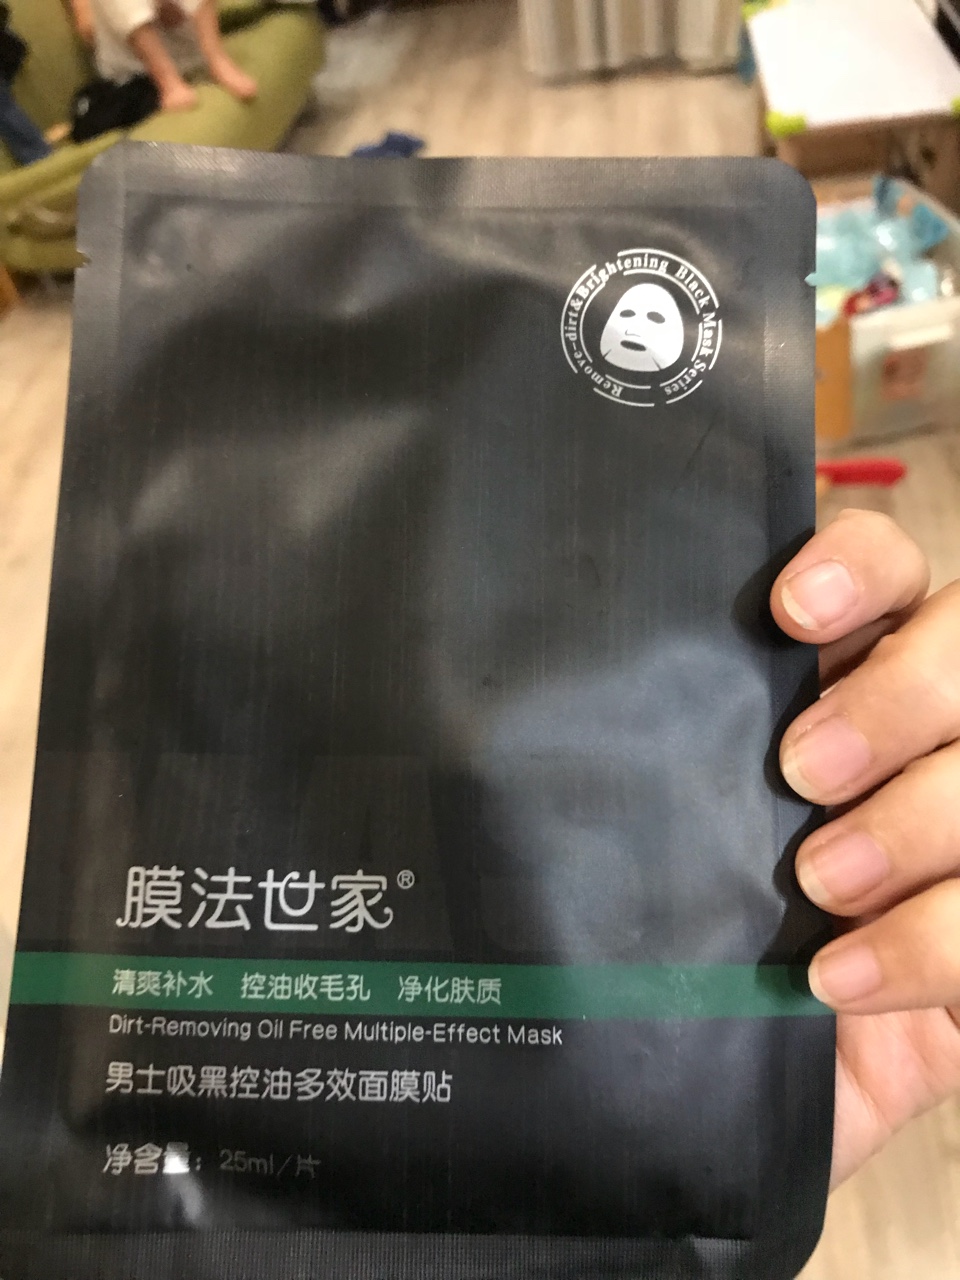 Remove-dirt&Brightening Black Mask Series
膜法世家®
清爽补水 控油收毛孔 净化肤质
Dirt-Removing Oil Free Multiple-Effect Mask
男士吸黑控油多效面膜贴
净含量：25ml/片